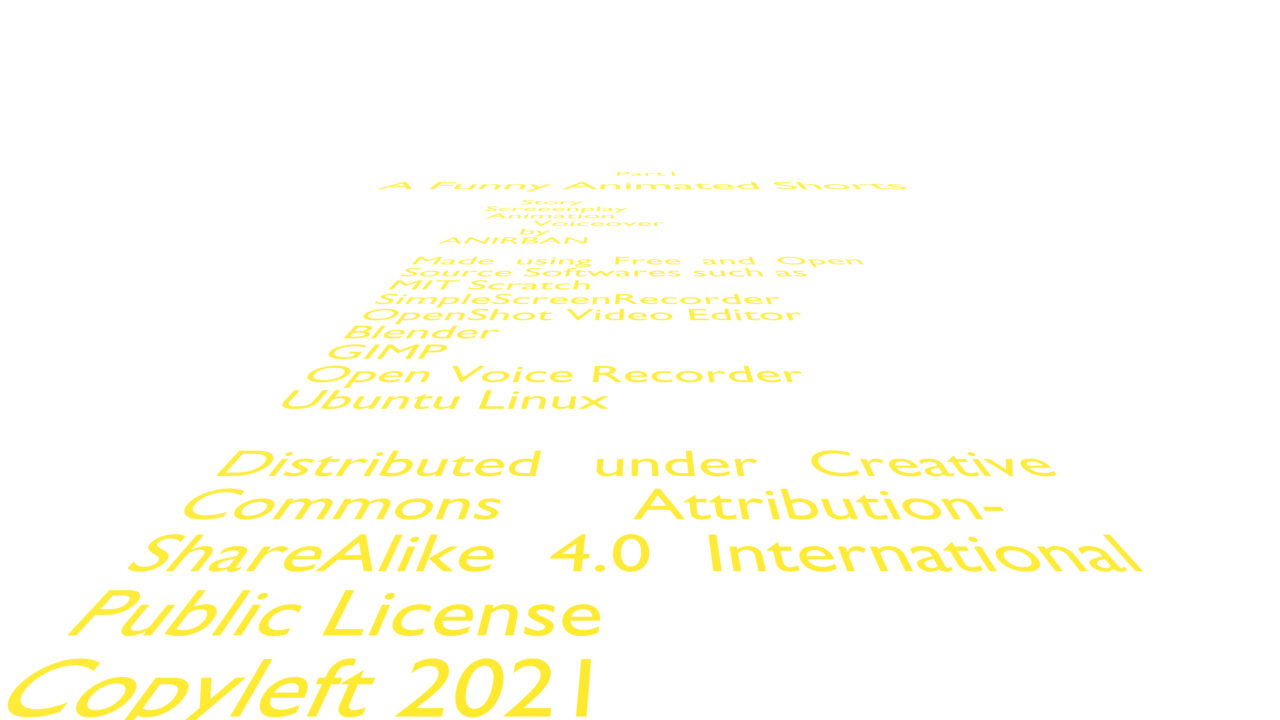 Part1
A Funny Animated Shorts
Story
Screeenplay
Animation
Voiceover
by
ANIRBAN
Made using Free and Open
Source Softwares such as
MIT Scratch
SimpleScreenRecorder
OpenShot Video Editor
Blender
GIMP
Open Voice Recorder
Ubuntu Linux
Distributed under Creative
Commons Attribution-
ShareAlike 4.0 International
Public License
Copyleft 2021